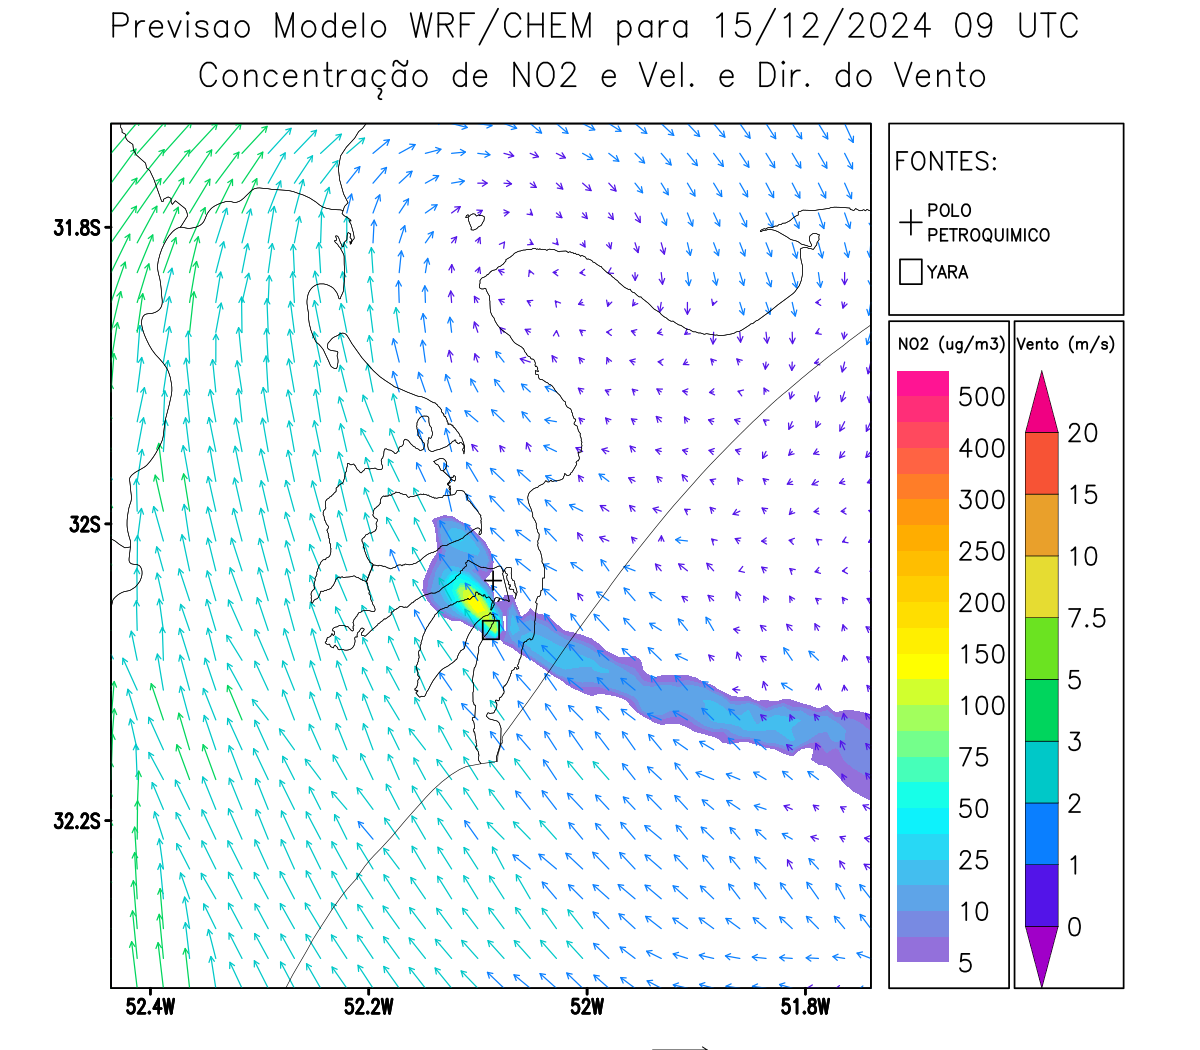 Previsao Modelo WRF/CHEM para 15/12/2024 09 UTC
Concentração de NO2 e Vel. e Dir. do Vento
FONTES:
POLO
PETROQUIMICO
YARA
NO2 (ug/m3)
500
400
300
250
200
150
100
75
50
25
10
5
Vento (m/s)
20
15
10
7.5
5
3
2
1
0
31.8S
32S
32.2S
52.4W
52.2W
52W
51.8W